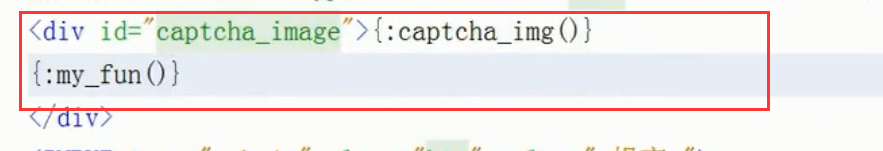 <div id="captcha_image">{:captcha_img()}
{:my_fun()}
</div>